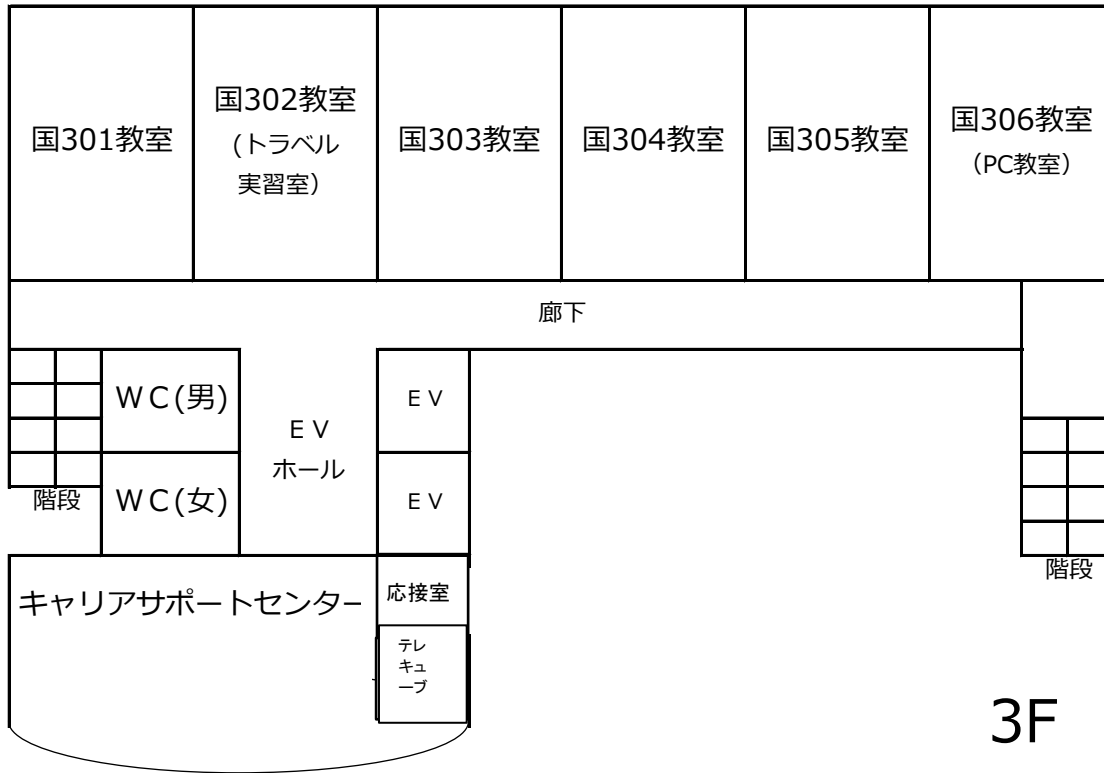 国301教室
国302教室
(トラベル
実習室)
国303教室
国304教室
国305教室
国306教室
(PC教室)
廊下
ＷＣ(男)
ＥＶ
ホール
ＥＶ
階段
ＷＣ(女)
ＥＶ
階段
キャリアサポートセンター
応接室
テレ
キュ
ーブ
3F